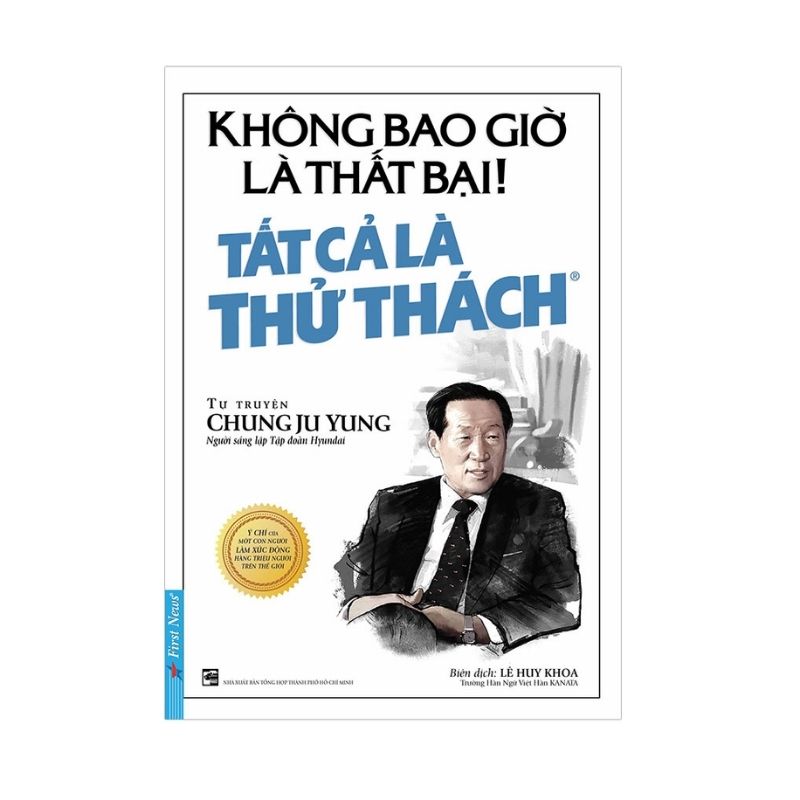 KHÔNG BAO GIỜ
LÀ THẤT BẠI!
TẤT CẢ LÀ
THỬ THÁCH®
TỰ TRUYỆN
CHUNG JU YUNG
Người sáng lập Tập đoàn Hyundai
Ý CHÍ CỦA
MỘT CON NGƯỜI
LÀM XÚC ĐỘNG
HÀNG TRIỆU NGƯỜI
TRÊN THẾ GIỚI
First News®
NHÀ XUẤT BẢN TỔNG HỢP THÀNH PHỐ HỒ CHÍ MINH
Biên dịch: LÊ HUY KHOA
Trường Hàn Ngữ Việt Hàn KANATA